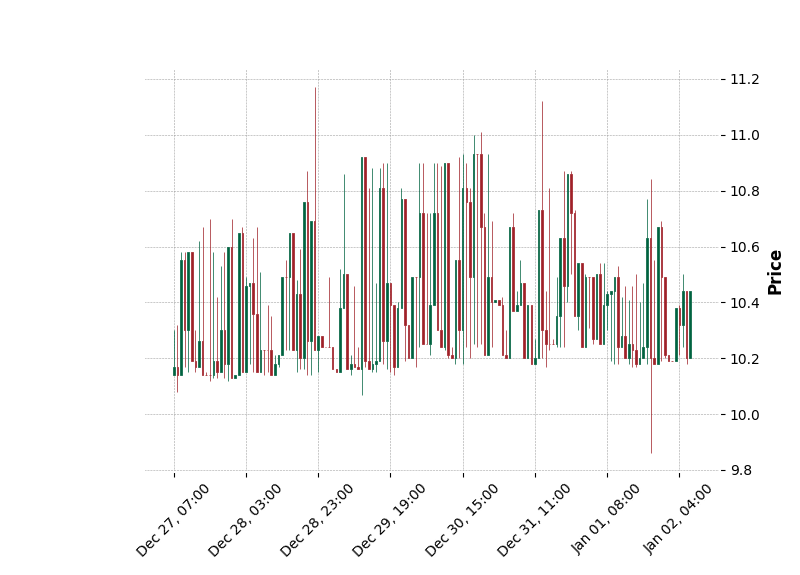 11.2
11.0
10.8
10.6
10.4
10.2
10.0
9.8
Price
Dec 27, 07:00
Dec 28, 03:00
Dec 28, 23:00
Dec 29, 19:00
Dec 30, 15:00
Dec 31, 11:00
Jan 01, 08:00
Jan 02, 04:00